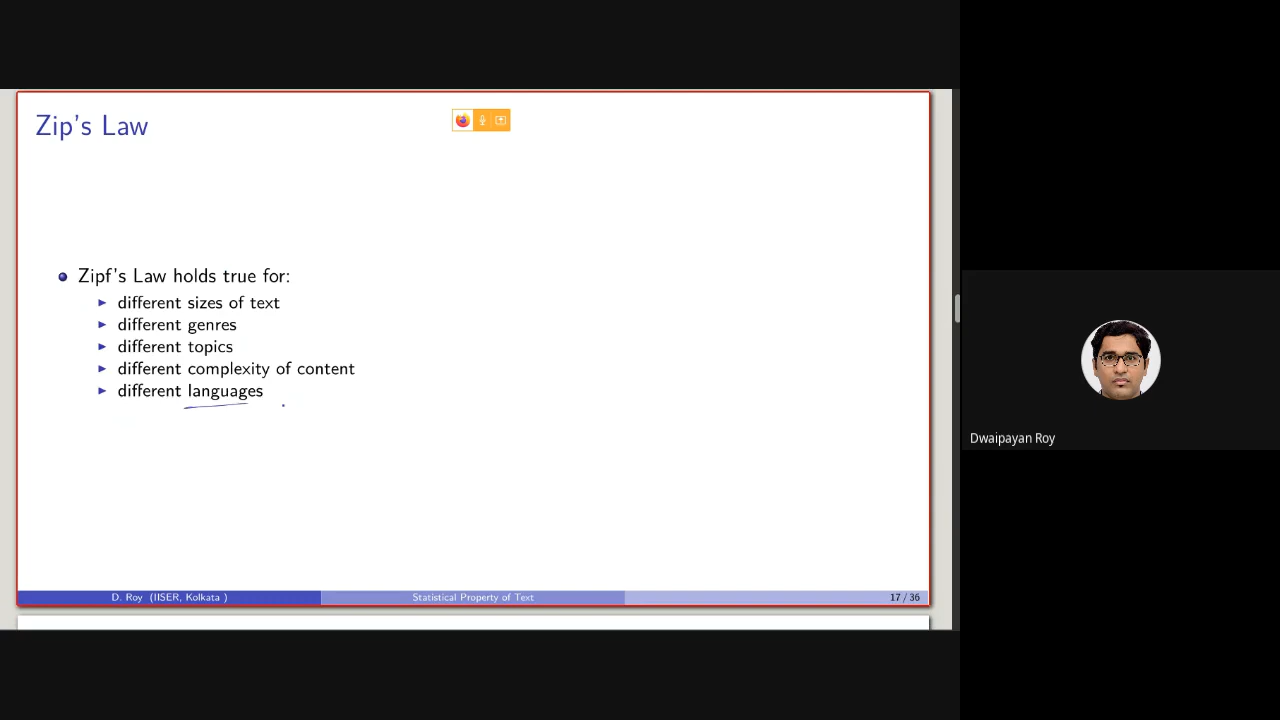 Zip's Law
Zipf's Law holds true for:
different sizes of text
different genres
different topics
different complexity of content
different languages
D. Roy (IISER, Kolkata )
Statistical Property of Text
17 / 36
Dwaipayan Roy